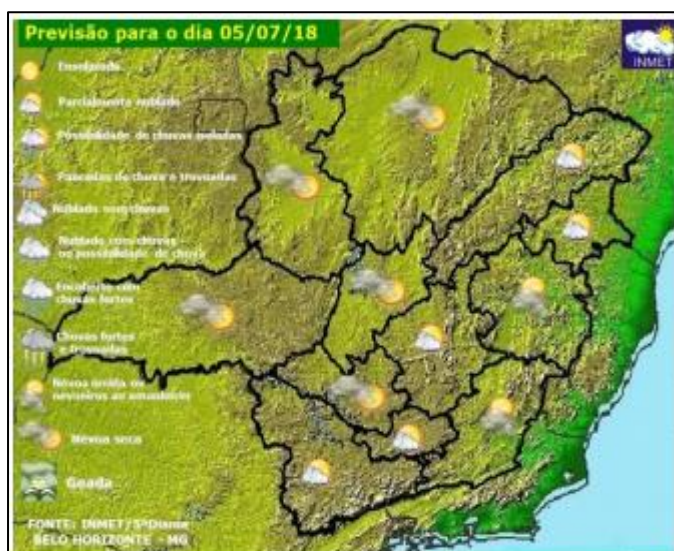 Previsão para o dia 05/07/18
INMET
Ensolarado
Parcialmente nublado
Possibilidade de chuvas isoladas
Pancadas de chuva e trovoadas
Nublado com chuvas
Nublado com chuvas -
ou possibilidade de chuva
Encoberto com
chuvas fortes
Chuvas fortes
e trovoadas
Névoa úmida ou
nevoeiros ao amanhecer
Névoa seca
Geada
FONTE: INMET/5ºDisme
BELO HORIZONTE - MG